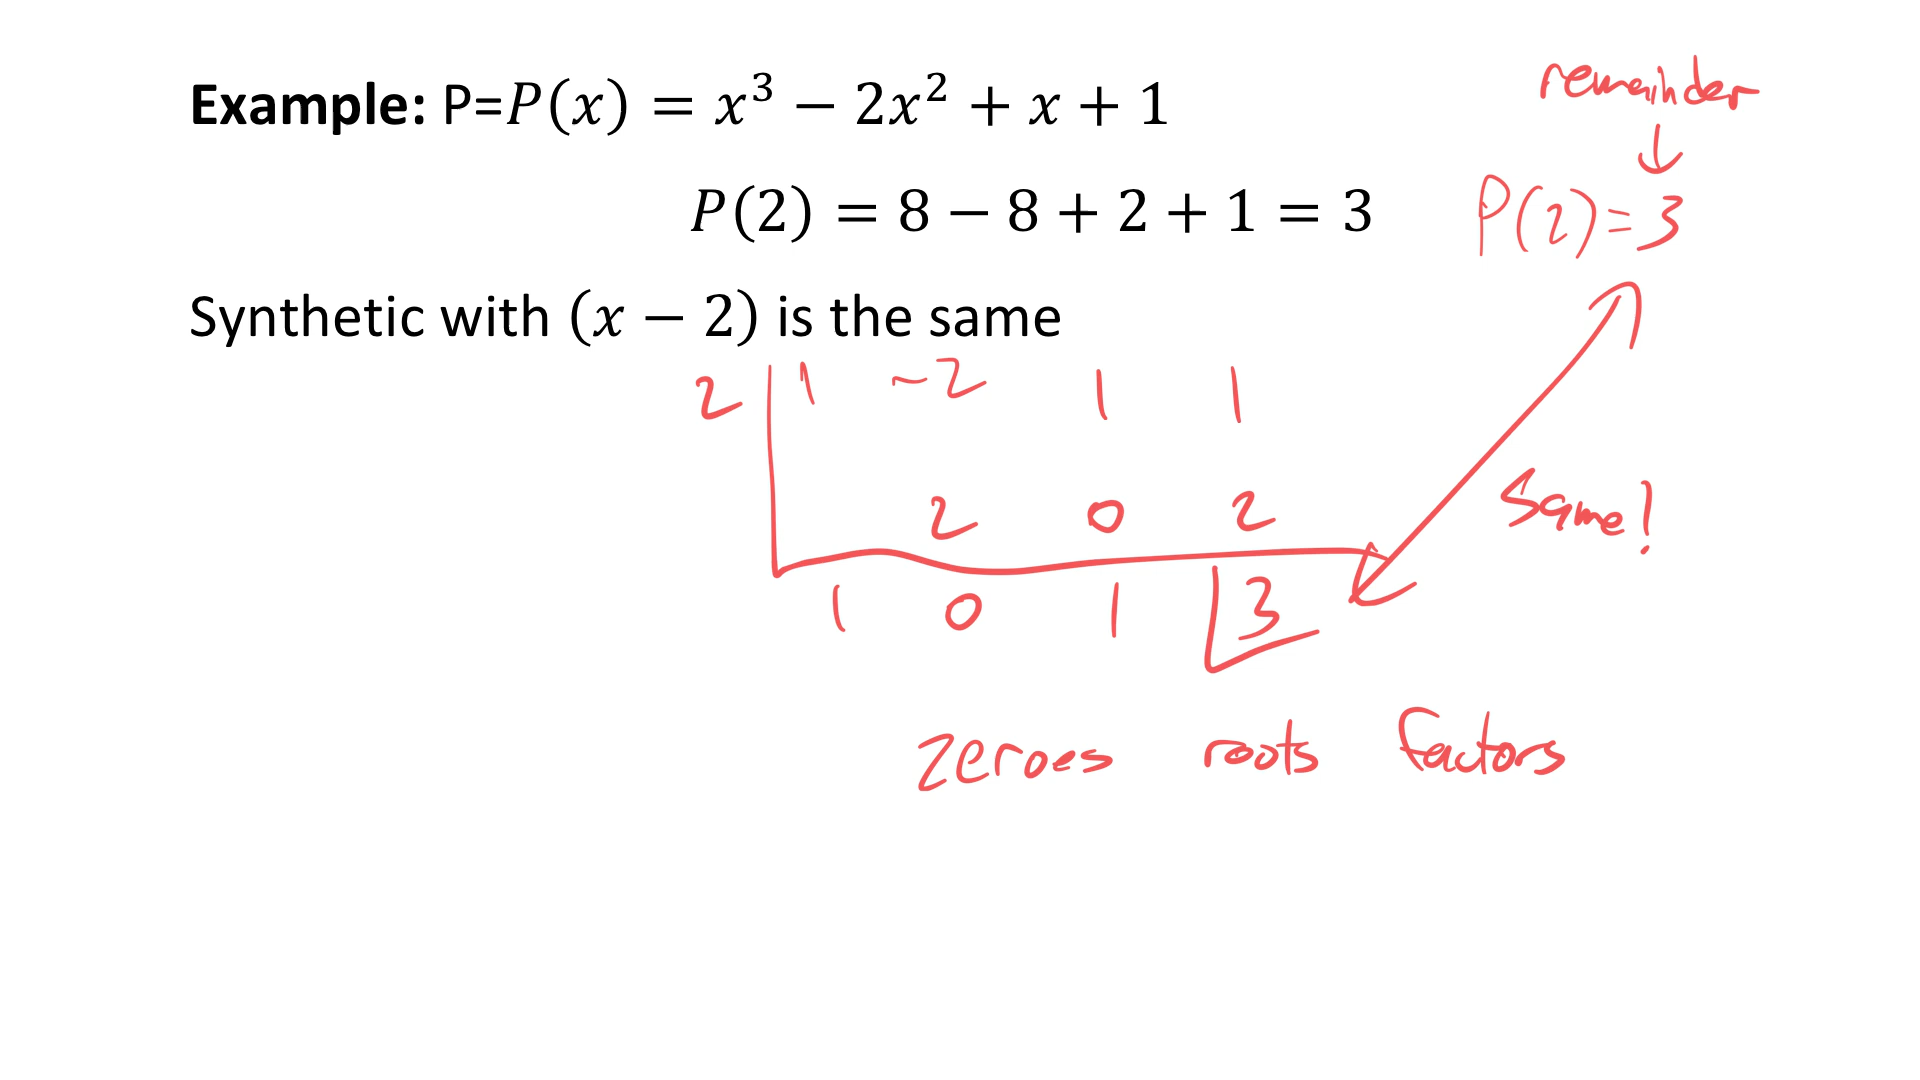 Example: P=P(x) = x³ − 2x² + x + 1
remainder
↓
P(2) = 8 − 8 + 2 + 1 = 3
P(2)=3
Synthetic with (x − 2) is the same
2 1 -2 1 1
2 0 2
same!
1 0 1 3
zeroes roots factors